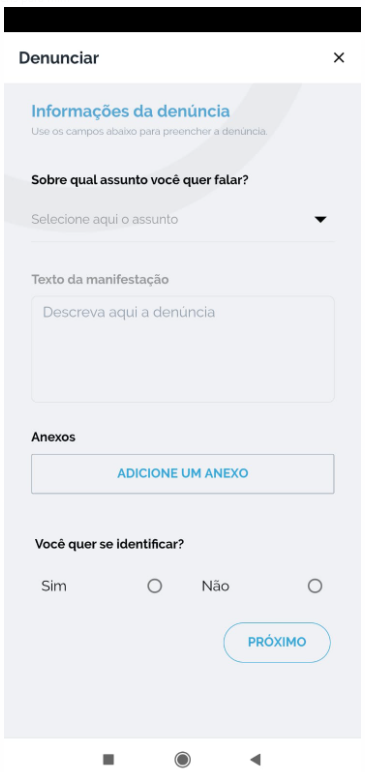 Denunciar
Informações da denúncia
Use os campos abaixo para preencher a denúncia.
Sobre qual assunto você quer falar?
Selecione aqui o assunto
Texto da manifestação
Descreva aqui a denúncia
Anexos
ADICIONE UM ANEXO
Você quer se identificar?
Sim Não
PRÓXIMO